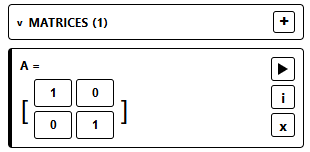 v MATRICES (1) +
A =
[ 1 0 ]
0 1
i
x